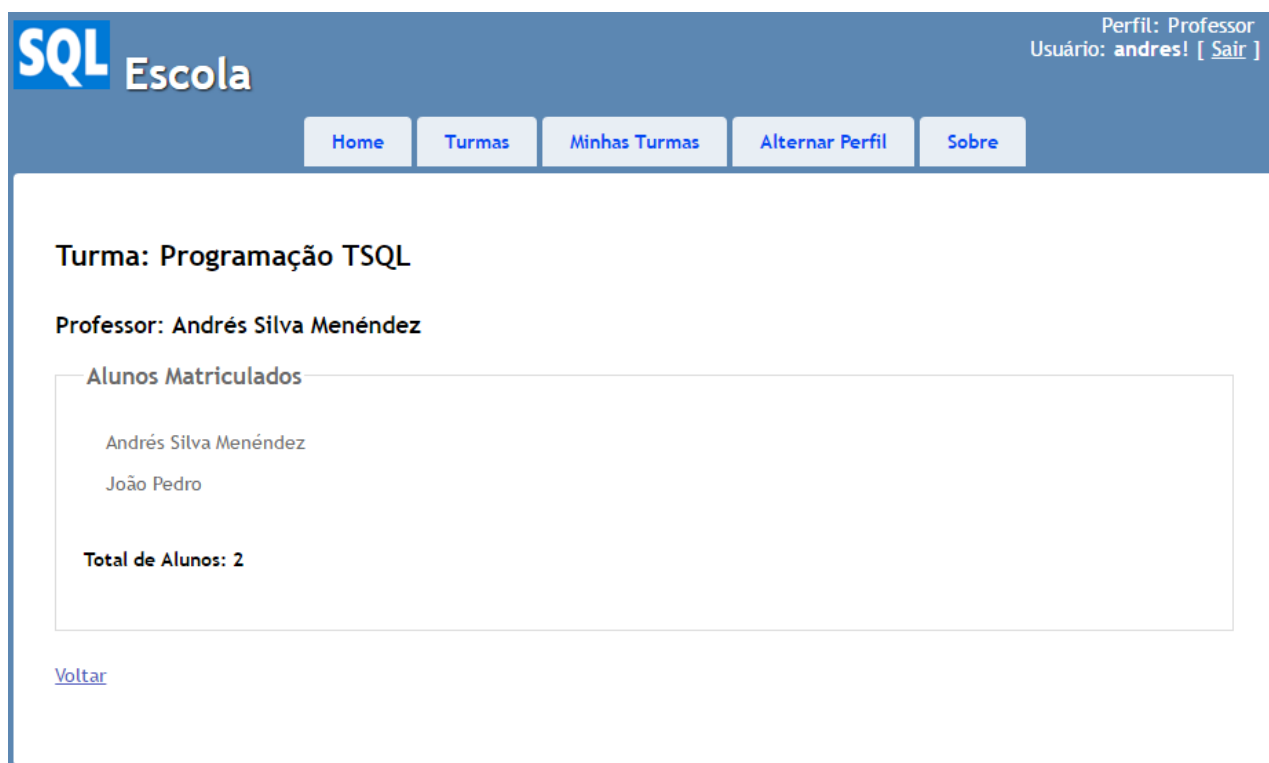 Perfil: Professor
Usuário: andres! [ Sair ]
SQL Escola
Home Turmas Minhas Turmas Alternar Perfil Sobre
Turma: Programação TSQL
Professor: Andrés Silva Menéndez
Alunos Matriculados
Andrés Silva Menéndez
João Pedro
Total de Alunos: 2
Voltar